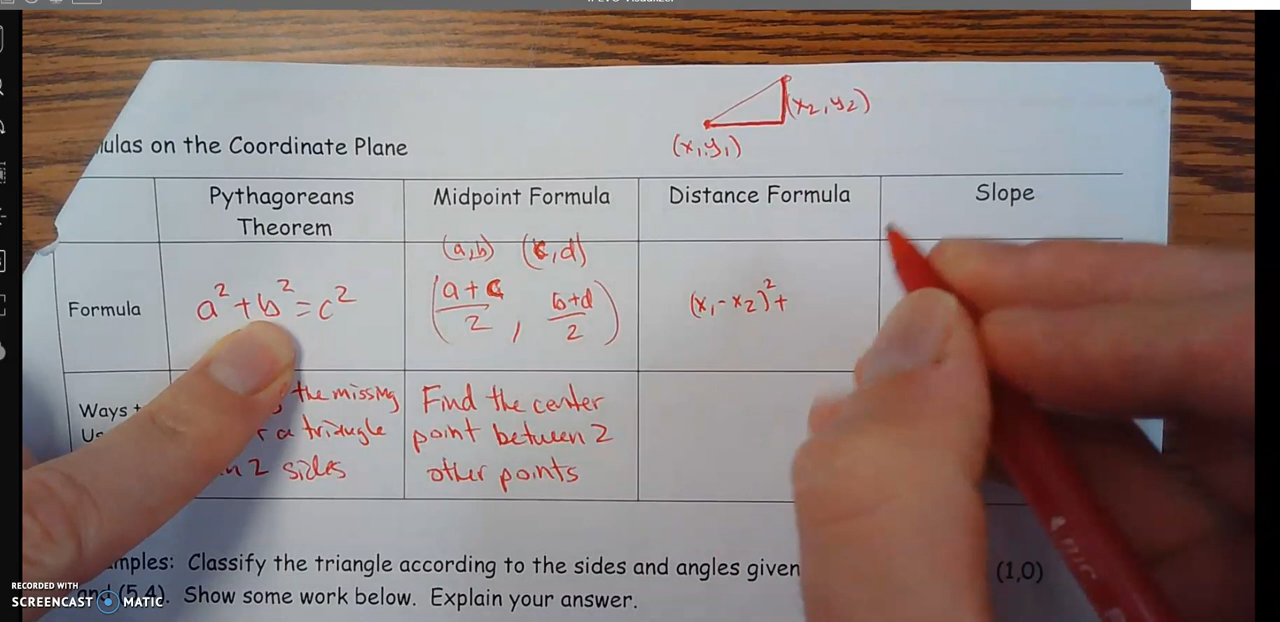 (x₂, y₂)
(x₁, y₁)
on the Coordinate Plane
Pythagoreans
Theorem
Midpoint Formula
Distance Formula
Slope
(a,b) (c,d)
Formula
a² + b² = c²
(a+c/2, b+d/2)
(x₁ - x₂)² +
Ways
the missing
a triangle
2 sides
Find the center
point between 2
other points
Classify the triangle according to the sides and angles given
(1,0)
and (5,4). Show some work below. Explain your answer.
RECORDED WITH
SCREENCAST MATIC